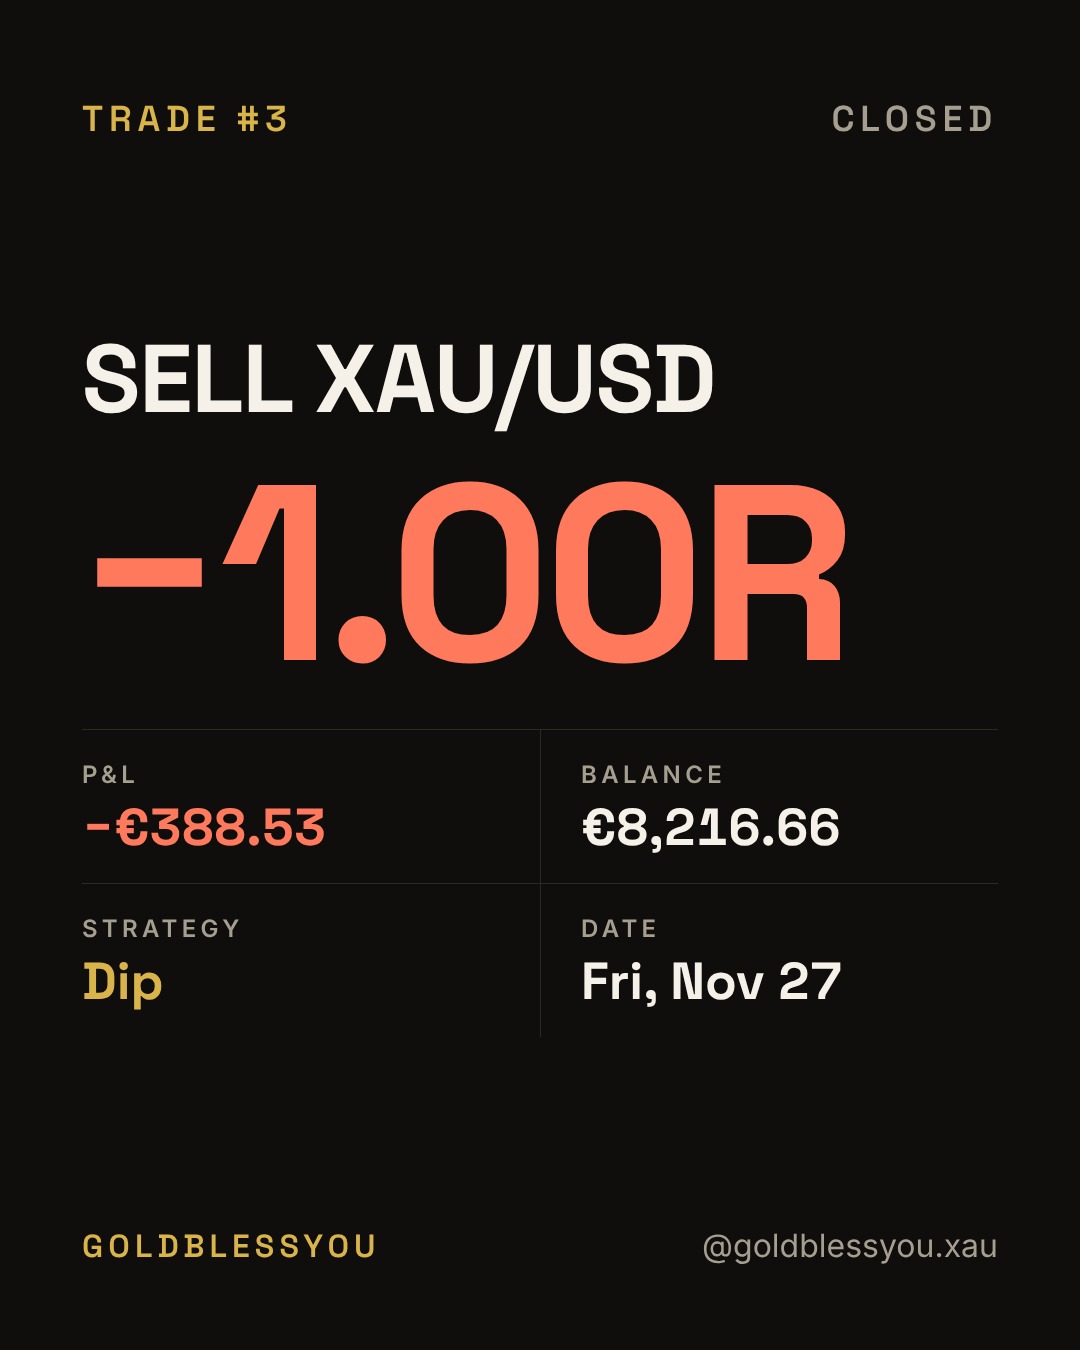 TRADE #3
CLOSED
SELL XAU/USD
−1.00R
P&L
BALANCE
−€388.53
€8,216.66
STRATEGY
DATE
Dip
Fri, Nov 27
GOLDBLESSYOU
@goldblessyou.xau